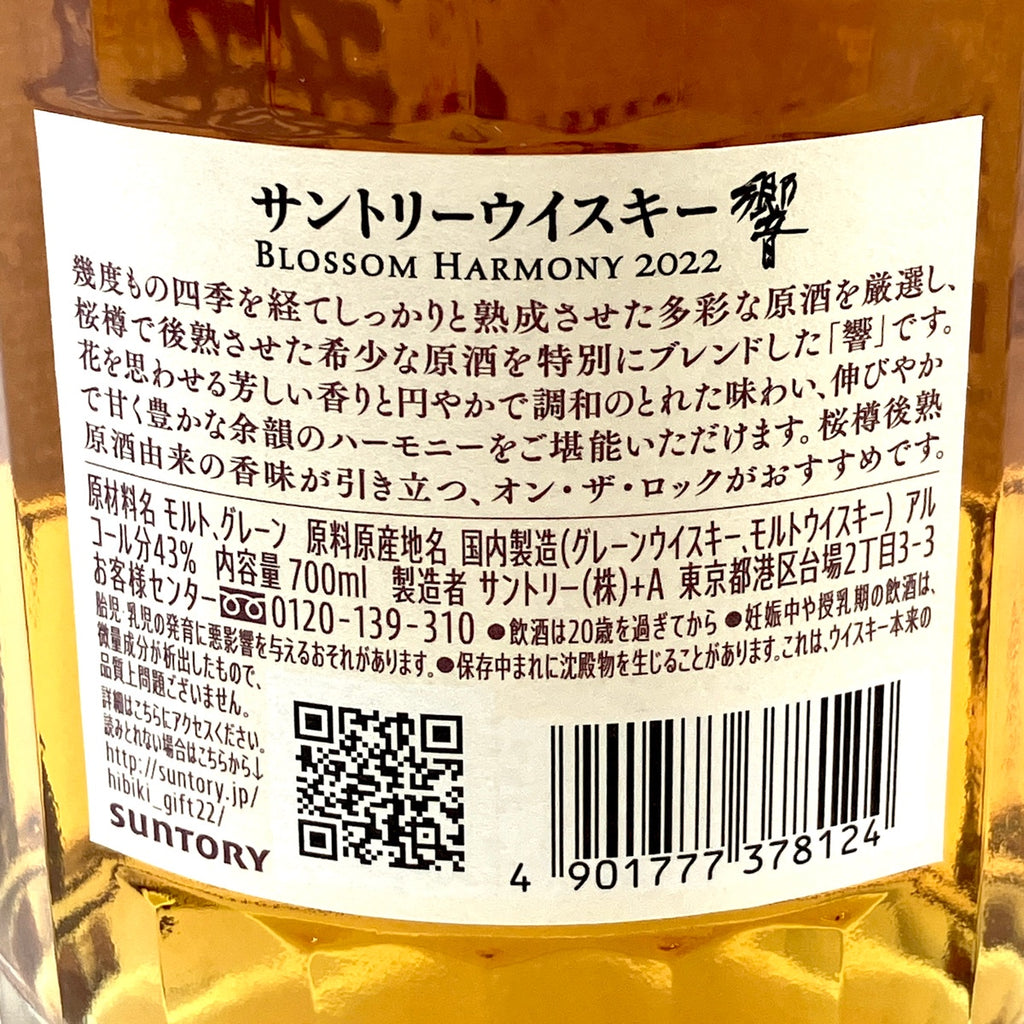 サントリーウイスキー響
BLOSSOM HARMONY 2022
幾度もの四季を経てしっかりと熟成させた多彩な原酒を厳選し、
桜樽で後熟させた希少な原酒を特別にブレンドした「響」です。
花を思わせる芳しい香りと円やかで調和のとれた味わい、伸びやか
で甘く豊かな余韻のハーモニーをご堪能いただけます。桜樽後熟
原酒由来の香味が引き立つ、オン・ザ・ロックがおすすめです。
原材料名 モルト、グレーン 原料原産地名 国内製造(グレーンウイスキー、モルトウイスキー) アル
コール分43% 内容量 700ml 製造者 サントリー(株)+A 東京都港区台場2丁目3-3
お客様センター 0120-139-310 ●飲酒は20歳を過ぎてから ●妊娠中や授乳期の飲酒は、
胎児・乳児の発育に悪影響を与えるおそれがあります。●保存中まれに沈殿物を生じることがあります。これは、ウイスキー本来の
微量成分が析出したもので、
品質上問題ございません。
詳細はこちらにアクセスください。
読みとれない場合はこちらから↓
http://suntory.jp/
hibiki_gift22/
SUNTORY
4 901777 378124